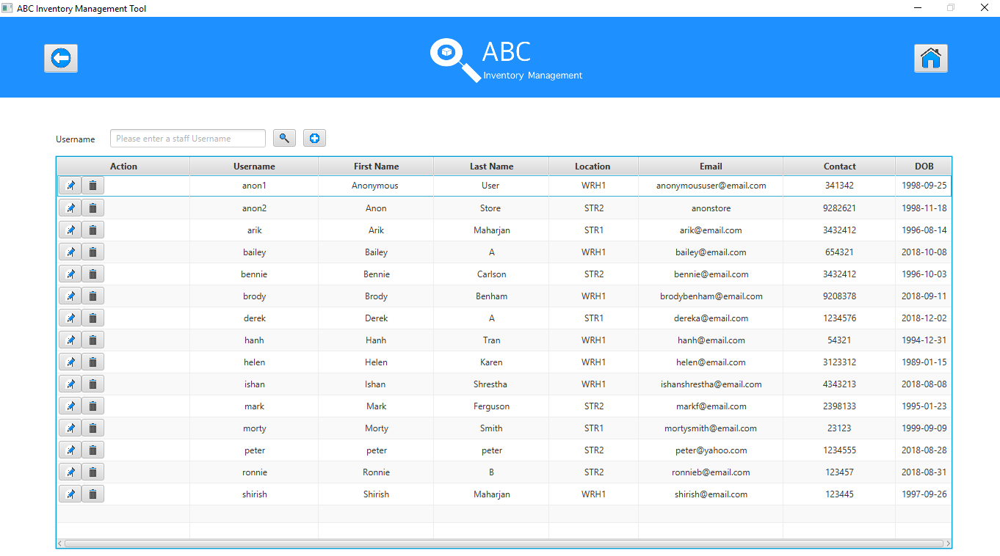 ABC Inventory Management Tool
ABC
Inventory Management
Username Please enter a staff Username
Action Username First Name Last Name Location Email Contact DOB
anon1 Anonymous User WRH1 anonymoususer@email.com 341342 1998-09-25
anon2 Anon Store STR2 anonstore 9282621 1998-11-18
arik Arik Maharjan STR1 arik@email.com 3432412 1996-08-14
bailey Bailey A WRH1 bailey@email.com 654321 2018-10-08
bennie Bennie Carlson STR2 bennie@email.com 3432412 1996-10-03
brody Brody Benham WRH1 brodybenham@email.com 9208378 2018-09-11
derek Derek A STR1 dereka@email.com 1234576 2018-12-02
hanh Hanh Tran WRH1 hanh@email.com 54321 1994-12-31
helen Helen Karen WRH1 helen@email.com 3123312 1989-01-15
ishan Ishan Shrestha WRH1 ishanshrestha@email.com 4343213 2018-08-08
mark Mark Ferguson STR2 markf@email.com 2398133 1995-01-23
morty Morty Smith STR1 mortysmith@email.com 23123 1999-09-09
peter peter peter STR2 peter@yahoo.com 1234555 2018-08-28
ronnie Ronnie B STR2 ronnieb@email.com 123457 2018-08-31
shirish Shirish Maharjan WRH1 shirish@email.com 123445 1997-09-26